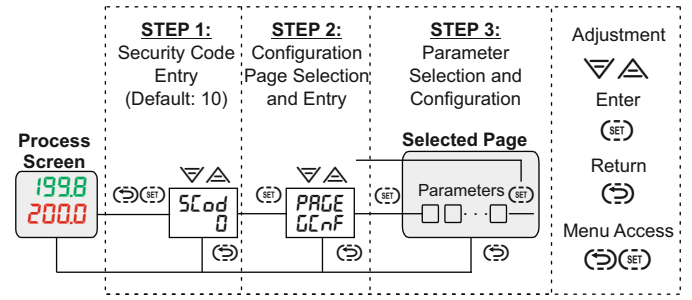 STEP 1:
Security Code
Entry
(Default: 10)
STEP 2:
Configuration
Page Selection
and Entry
STEP 3:
Parameter
Selection and
Configuration
Adjustment
Enter
SET
Return
Menu Access
SET
Process
Screen
199.8
200.0
SET
SCod
0
SET
PAGE
GCnF
SET
Selected Page
Parameters
SET